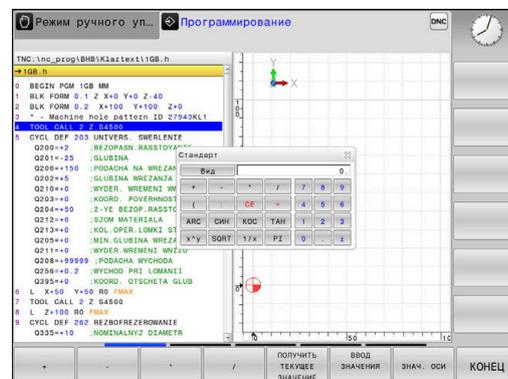 Режим ручного уп...
Программирование
DNC
TNC:\nc_prog\BHB\Klartext\1GB.h
→1GB.h
0 BEGIN PGM 1GB MM
1 BLK FORM 0.1 Z X+0 Y+0 Z-40
2 BLK FORM 0.2 X+100 Y+100 Z+0
3 * - Machine hole pattern ID 27943KL1
4 TOOL CALL 2 Z S4500
5 CYCL DEF 203 UNIVERS. SWERLENIE
Q200=+2 ;BEZOPASN.RASSTOYA
Q201=-25 ;GLUBINA
Q206=+150 ;PODACHA NA WREZAN
Q202=+5 ;GLUBINA WREZANJA
Q210=+0 ;WYDER. WREMENI WW
Q203=+0 ;KOORD. POVERHNOST
Q204=+50 ;2-YE BEZOP.RASSTO
Q212=+0 ;SJOM MATERIALA
Q213=+0 ;KOL.OPER.LOMKI ST
Q205=+0 ;MIN.GLUBINA WREZA
Q211=+0 ;WYDER.WREMENI WNIZU
Q208=+99999 ;PODACHA WYCHODA
Q256=+0.2 ;WYCHOD PRI LOMANII
Q395=+0 ;KOORD. OTSCHETA GLUB
6 L X+50 Y+50 R0 FMAX
7 TOOL CALL 2 Z S4500
8 L Z+100 R0 FMAX
9 CYCL DEF 262 REZBOFREZEROWANIE
Q335=+10 ;NOMINALNYJ DIAMETR
Y
X
Стандарт
Вид 0.
+ - * / 7 8 9
( ) CE = 4 5 6
ARC СИН КОС ТАН 1 2 3
x^y SQRT 1/x PI 0 . ±
0
0 50 10
+ - * /
ПОЛУЧИТЬ ТЕКУЩЕЕ ЗНАЧЕНИЕ
ВВОД ЗНАЧЕНИЯ
ЗНАЧ. ОСИ
КОНЕЦ